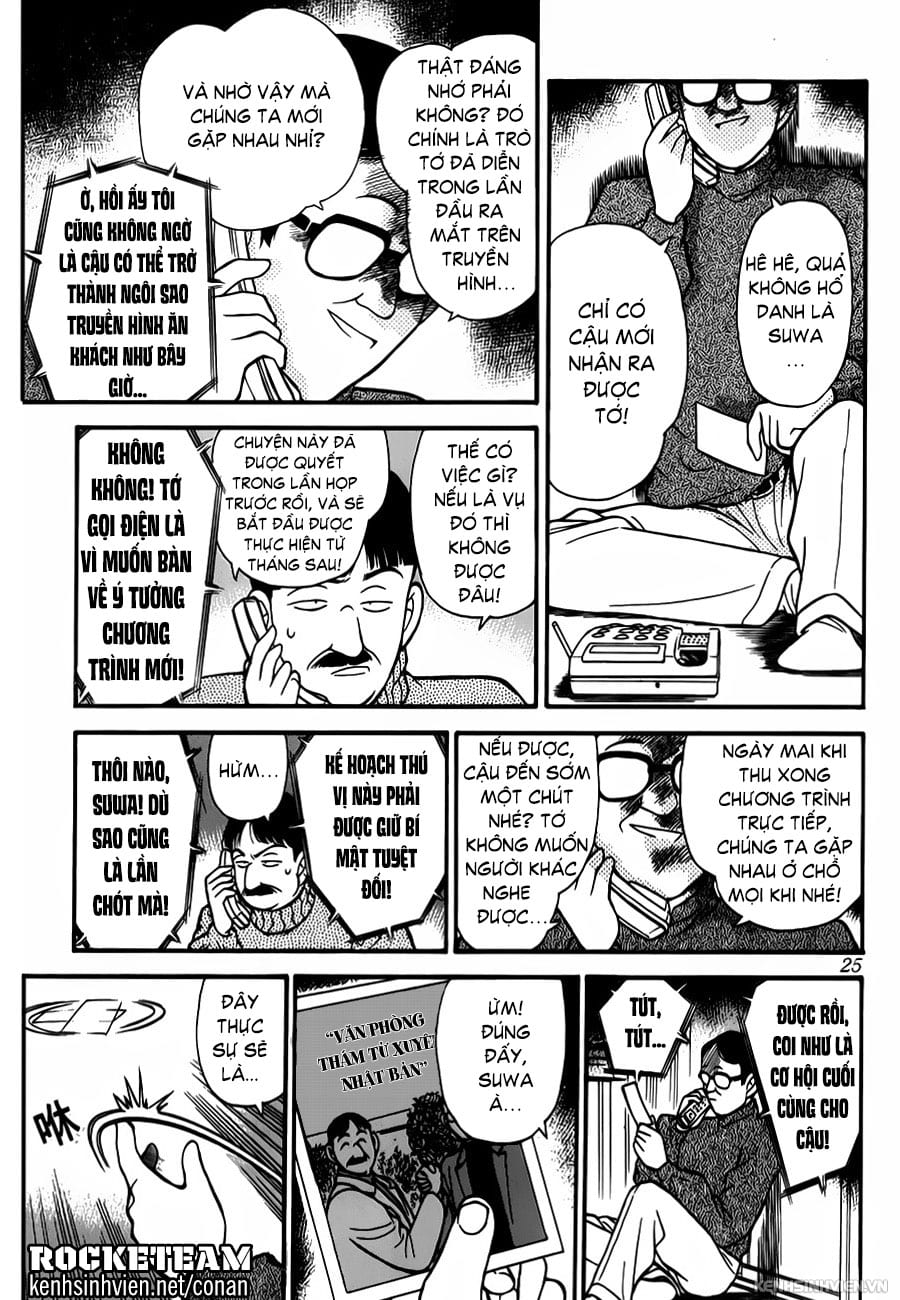 HÊ HÊ, QUẢ
KHÔNG HỔ
DANH LÀ
SUWA
...
CHỈ CÓ
CẬU MỚI
NHẬN RA
ĐƯỢC
TỚ!
THẬT ĐÁNG
NHỚ PHẢI
KHÔNG? ĐÓ
CHÍNH LÀ TRÒ
TỚ ĐÃ DIỄN
TRONG LẦN
ĐẦU RA
MẮT TRÊN
TRUYỀN
HÌNH...
VÀ NHỜ VẬY MÀ
CHÚNG TA MỚI
GẶP NHAU NHỈ?
Ờ, HỒI ẤY TÔI
CŨNG KHÔNG NGỜ
LÀ CẬU CÓ THỂ TRỞ
THÀNH NGÔI SAO
TRUYỀN HÌNH ĂN
KHÁCH NHƯ BÂY
GIỜ...
THẾ CÓ
VIỆC GÌ?
NẾU LÀ VỤ
ĐÓ THÌ
KHÔNG
ĐƯỢC
ĐÂU!
CHUYỆN NÀY ĐÃ
ĐƯỢC QUYẾT
TRONG LẦN HỌP
TRƯỚC RỒI, VÀ SẼ
BẮT ĐẦU ĐƯỢC
THỰC HIỆN TỪ
THÁNG SAU!
KHÔNG
KHÔNG! TỚ
GỌI ĐIỆN LÀ
VÌ MUỐN BÀN
VỀ Ý TƯỞNG
CHƯƠNG
TRÌNH MỚI!
NGÀY MAI KHI
THU XONG
CHƯƠNG TRÌNH
TRỰC TIẾP,
CHÚNG TA GẶP
NHAU Ở CHỔ
MỌI KHI NHÉ!
NẾU ĐƯỢC,
CẬU ĐẾN SỚM
MỘT CHÚT
NHÉ? TỚ
KHÔNG MUỐN
NGƯỜI KHÁC
NGHE
ĐƯỢC...
KẾ HOẠCH THÚ
VỊ NÀY PHẢI
ĐƯỢC GIỮ BÍ
MẬT TUYỆT
ĐỐI!
HỪM...
THÔI NÀO,
SUWA! DÙ
SAO CŨNG
LÀ LẦN
CHÓT MÀ!
25
ĐƯỢC RỒI,
COI NHƯ LÀ
CƠ HỘI CUỐI
CÙNG CHO
CẬU!
TÚT,
TÚT...
ỪM!
ĐÚNG
ĐẤY,
SUWA
À...
"VĂN PHÒNG
THÁM TỬ XUYÊN
NHẬT BẢN"
ĐÂY
THỰC
SỰ SẼ
LÀ...
咻
ROCKETEAM
kenhsinhvien.net/conan
KENHSINHVIEN.VN